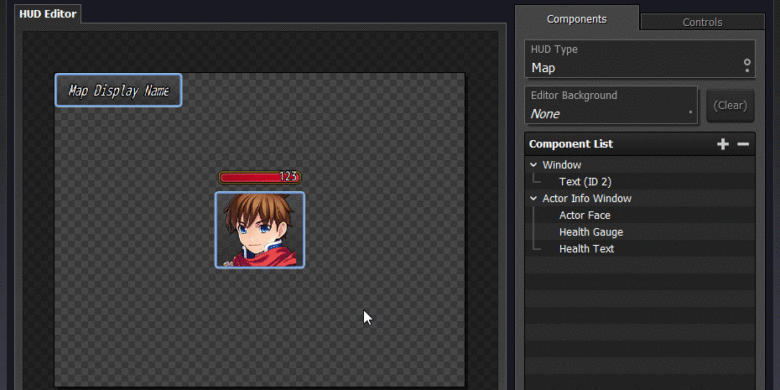 HUD Editor
Components
Controls
HUD Type
Map
Editor Background
None
(Clear)
Map Display Name
Component List
Window
Text (ID 2)
Actor Info Window
Actor Face
Health Gauge
Health Text
123